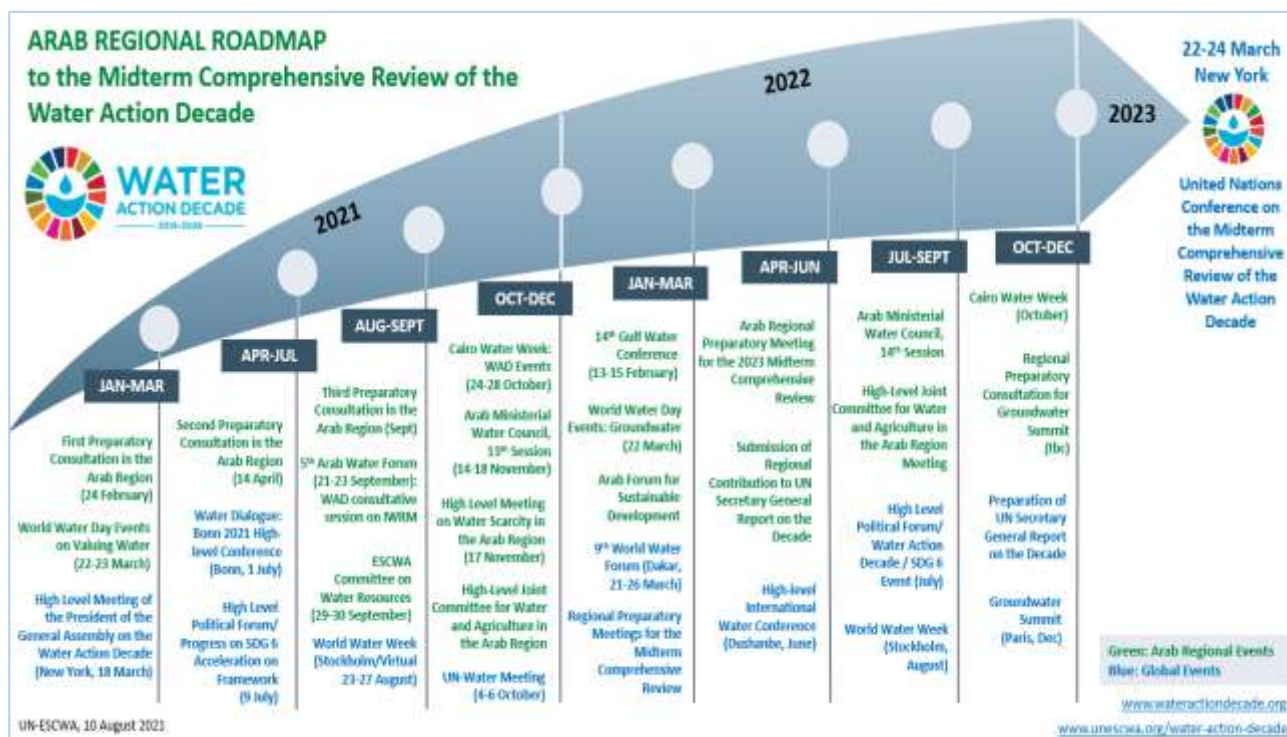 ARAB REGIONAL ROADMAP
to the Midterm Comprehensive Review of the
Water Action Decade
WATER
ACTION DECADE
2021
2022
2023
22-24 March
New York
United Nations
Conference on
the Midterm
Comprehensive
Review of the
Water Action
Decade
JAN-MAR
First Preparatory
Consultation in the
Arab Region
(24 February)
World Water Day Events
on Valuing Water
(22-23 March)
High Level Meeting of
the President of the
General Assembly on the
Water Action Decade
(New York, 18 March)
APR-JUL
Second Preparatory
Consultation in the
Arab Region
(14 April)
Water Dialogue:
Bonn 2021 High-
level Conference
(Bonn, 1 July)
High Level
Political Forum/
Progress on SDG 6
Acceleration on
Framework
(9 July)
AUG-SEPT
Third Preparatory
Consultation in the
Arab Region (Sept)
5th Arab Water Forum
(21-23 September):
WAD consultative
session on IWRM
ESCWA
Committee on
Water Resources
(29-30 September)
World Water Week
(Stockholm/Virtual
23-27 August)
OCT-DEC
Cairo Water Week:
WAD Events
(24-28 October)
Arab Ministerial
Water Council,
Session
(14-18 November)
High Level Meeting
on Water Scarcity in
the Arab Region
(17 November)
High-Level Joint
Committee for Water
and Agriculture in
the Arab Region
UN-Water Meeting
(4-6 October)
JAN-MAR
14th Gulf Water
Conference
(13-15 February)
World Water Day
Events: Groundwater
(22 March)
Arab Forum for
Sustainable
Development
9th World Water
Forum (Dakar,
21-26 March)
Regional Preparatory
Meetings for the
Midterm
Comprehensive
Review
APR-JUN
Arab Regional
Preparatory Meeting
for the 2023 Midterm
Comprehensive
Review
Submission of
Regional
Contribution to UN
Secretary General
Report on the
Decade
High-level
International
Water Conference
(Dushanbe, June)
JUL-SEPT
Arab Ministerial
Water Council,
14th Session
High-Level Joint
Committee for Water
and Agriculture in
the Arab Region
Meeting
High Level
Political Forum/
Water Action
Decade / SDG 6
Event (July)
World Water Week
(Stockholm,
August)
OCT-DEC
Cairo Water Week
(October)
Regional
Preparatory
Consultation for
Groundwater
Summit
(tbc)
Preparation of
UN Secretary
General Report
on the Decade
Groundwater
Summit
(Paris, Dec)
Green: Arab Regional Events
Blue: Global Events
www.wateractiondecade.org
www.unescwa.org/water-action-decade
UN-ESCWA, 10 August 2021